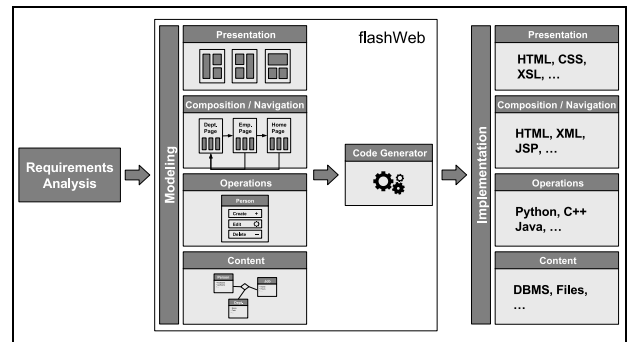 flashWeb
Requirements
Analysis
Modeling
Presentation
Composition / Navigation
Dept.
Page
Emp.
Page
Home
Page
Operations
Person
Create +
Edit
Delete −
Content
Code Generator
Implementation
Presentation
HTML, CSS,
XSL, …
Composition / Navigation
HTML, XML,
JSP, …
Operations
Python, C++
Java, …
Content
DBMS, Files,
…